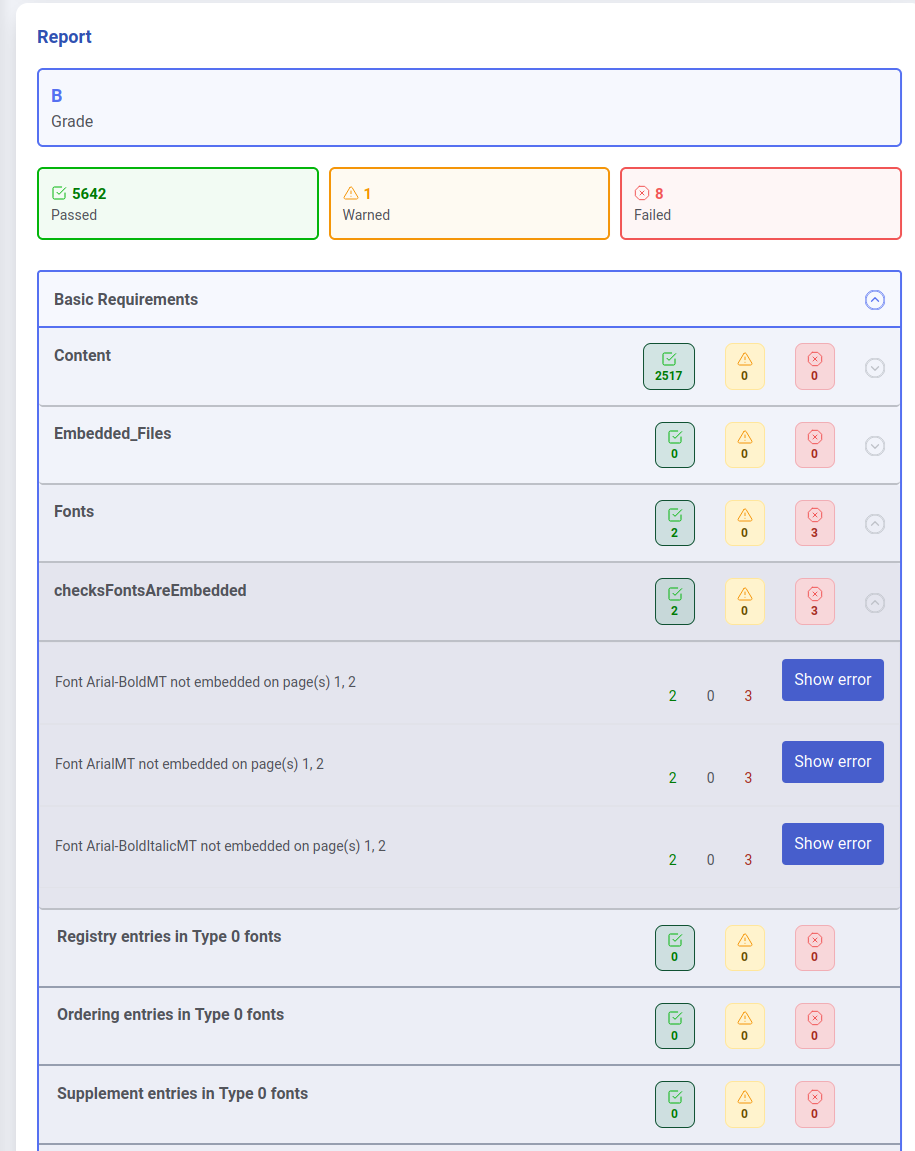 Report
B
Grade
5642
Passed
1
Warned
8
Failed
Basic Requirements
Content
2517
0
0
Embedded_Files
0
0
0
Fonts
2
0
3
checksFontsAreEmbedded
2
0
3
Font Arial-BoldMT not embedded on page(s) 1, 2
2 0 3
Show error
Font ArialMT not embedded on page(s) 1, 2
2 0 3
Show error
Font Arial-BoldItalicMT not embedded on page(s) 1, 2
2 0 3
Show error
Registry entries in Type 0 fonts
0
0
0
Ordering entries in Type 0 fonts
0
0
0
Supplement entries in Type 0 fonts
0
0
0